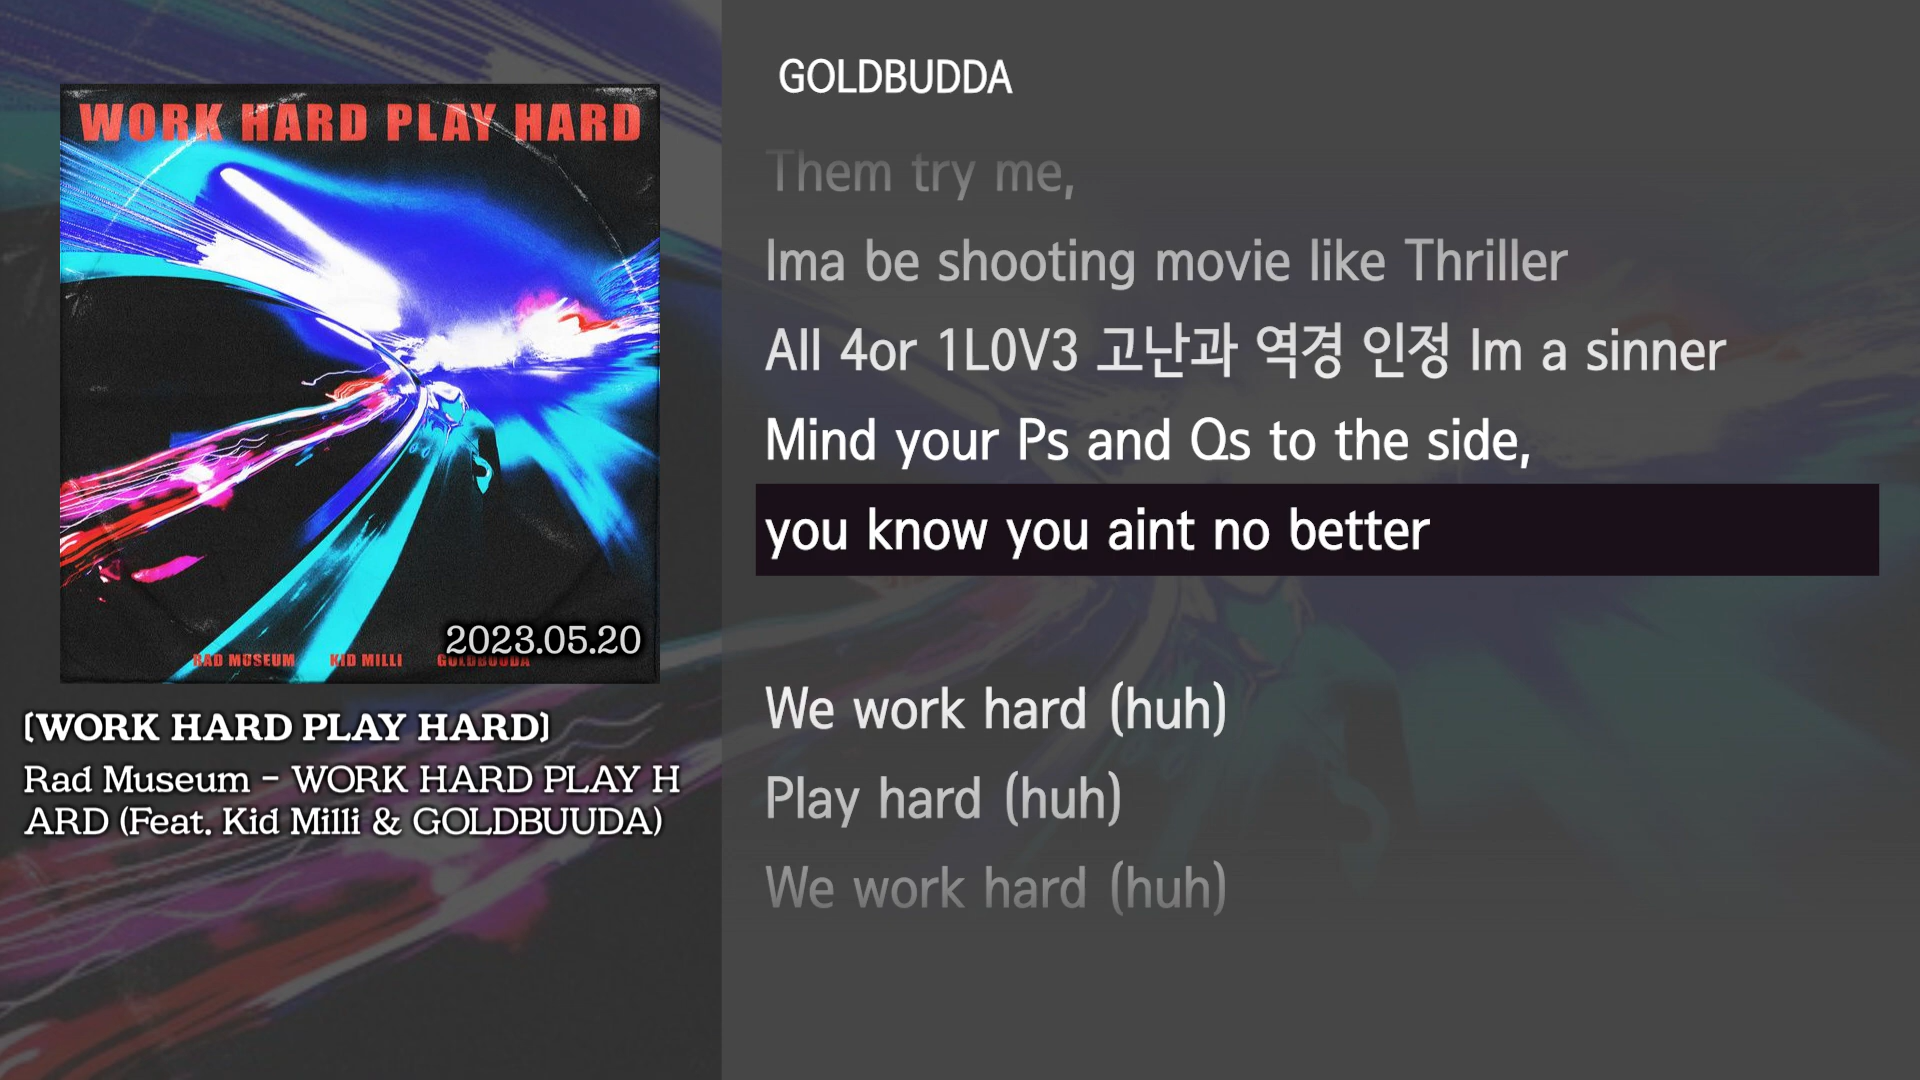 WORK HARD PLAY HARD
2023.05.20
RAD MUSEUM KID MILLI GOLDBUUDA
[WORK HARD PLAY HARD]
Rad Museum - WORK HARD PLAY H
ARD (Feat. Kid Milli & GOLDBUUDA)
GOLDBUDDA
Them try me,
Ima be shooting movie like Thriller
All 4or 1L0V3 고난과 역경 인정 Im a sinner
Mind your Ps and Qs to the side,
you know you aint no better
We work hard (huh)
Play hard (huh)
We work hard (huh)